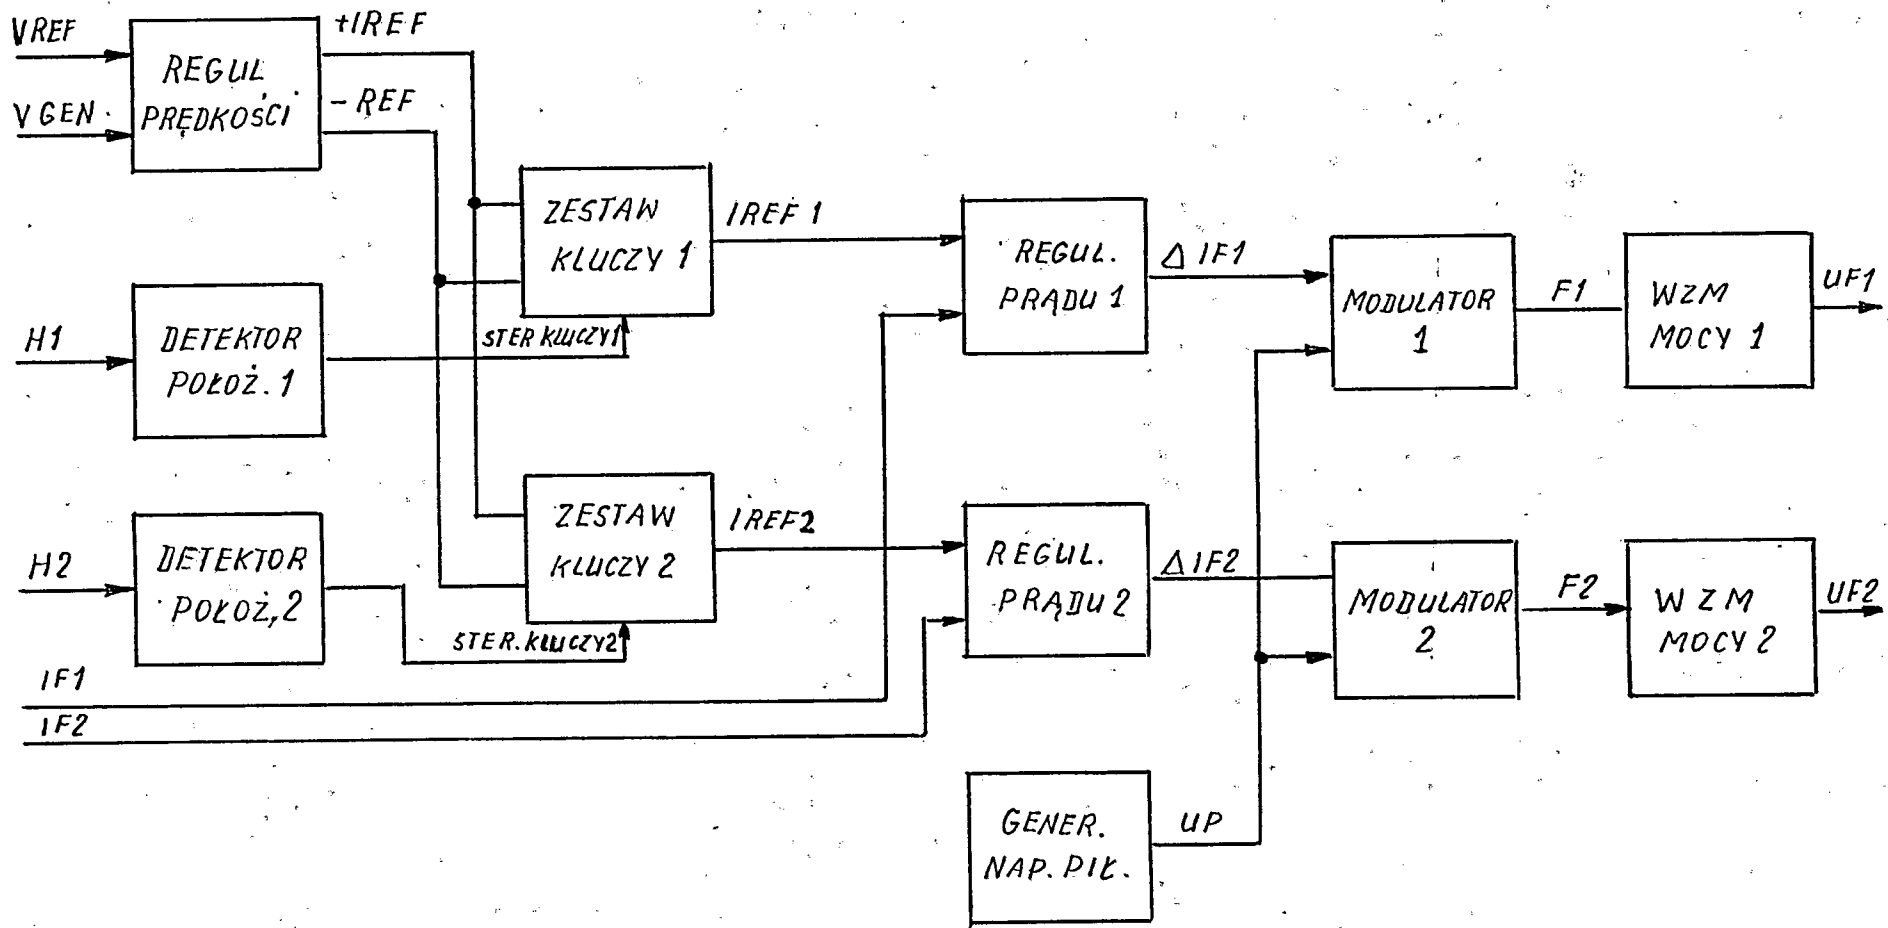 VREF
VGEN
REGUL
PRĘDKOŚCI
+IREF
- REF
ZESTAW
KLUCZY 1
IREF 1
REGUL.
PRĄDU 1
Δ IF1
MODULATOR
1
F1
WZM
MOCY 1
UF1
H1
DETEKTOR
POŁOŻ. 1
STER KLUCZY1
H2
DETEKTOR
POŁOŻ, 2
STER. KLUCZY2
ZESTAW
KLUCZY 2
IREF2
REGUL.
PRĄDU 2
Δ IF2
MODULATOR
2
F2
WZM
MOCY 2
UF2
IF1
IF2
GENER.
NAP. PIŁ.
UP